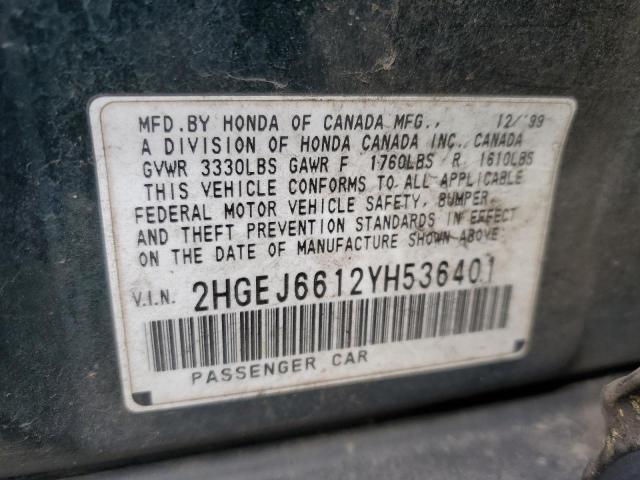 MFD.BY HONDA OF CANADA MFG., 12/'99
A DIVISION OF HONDA CANADA INC., CANADA
GVWR 3330LBS GAWR F 1760LBS R 1610LBS
THIS VEHICLE CONFORMS TO ALL APPLICABLE
FEDERAL MOTOR VEHICLE SAFETY, BUMPER,
AND THEFT PREVENTION STANDARDS IN EFFECT
ON THE DATE OF MANUFACTURE SHOWN ABOVE.
V.I.N. 2HGEJ6612YH536401
PASSENGER CAR